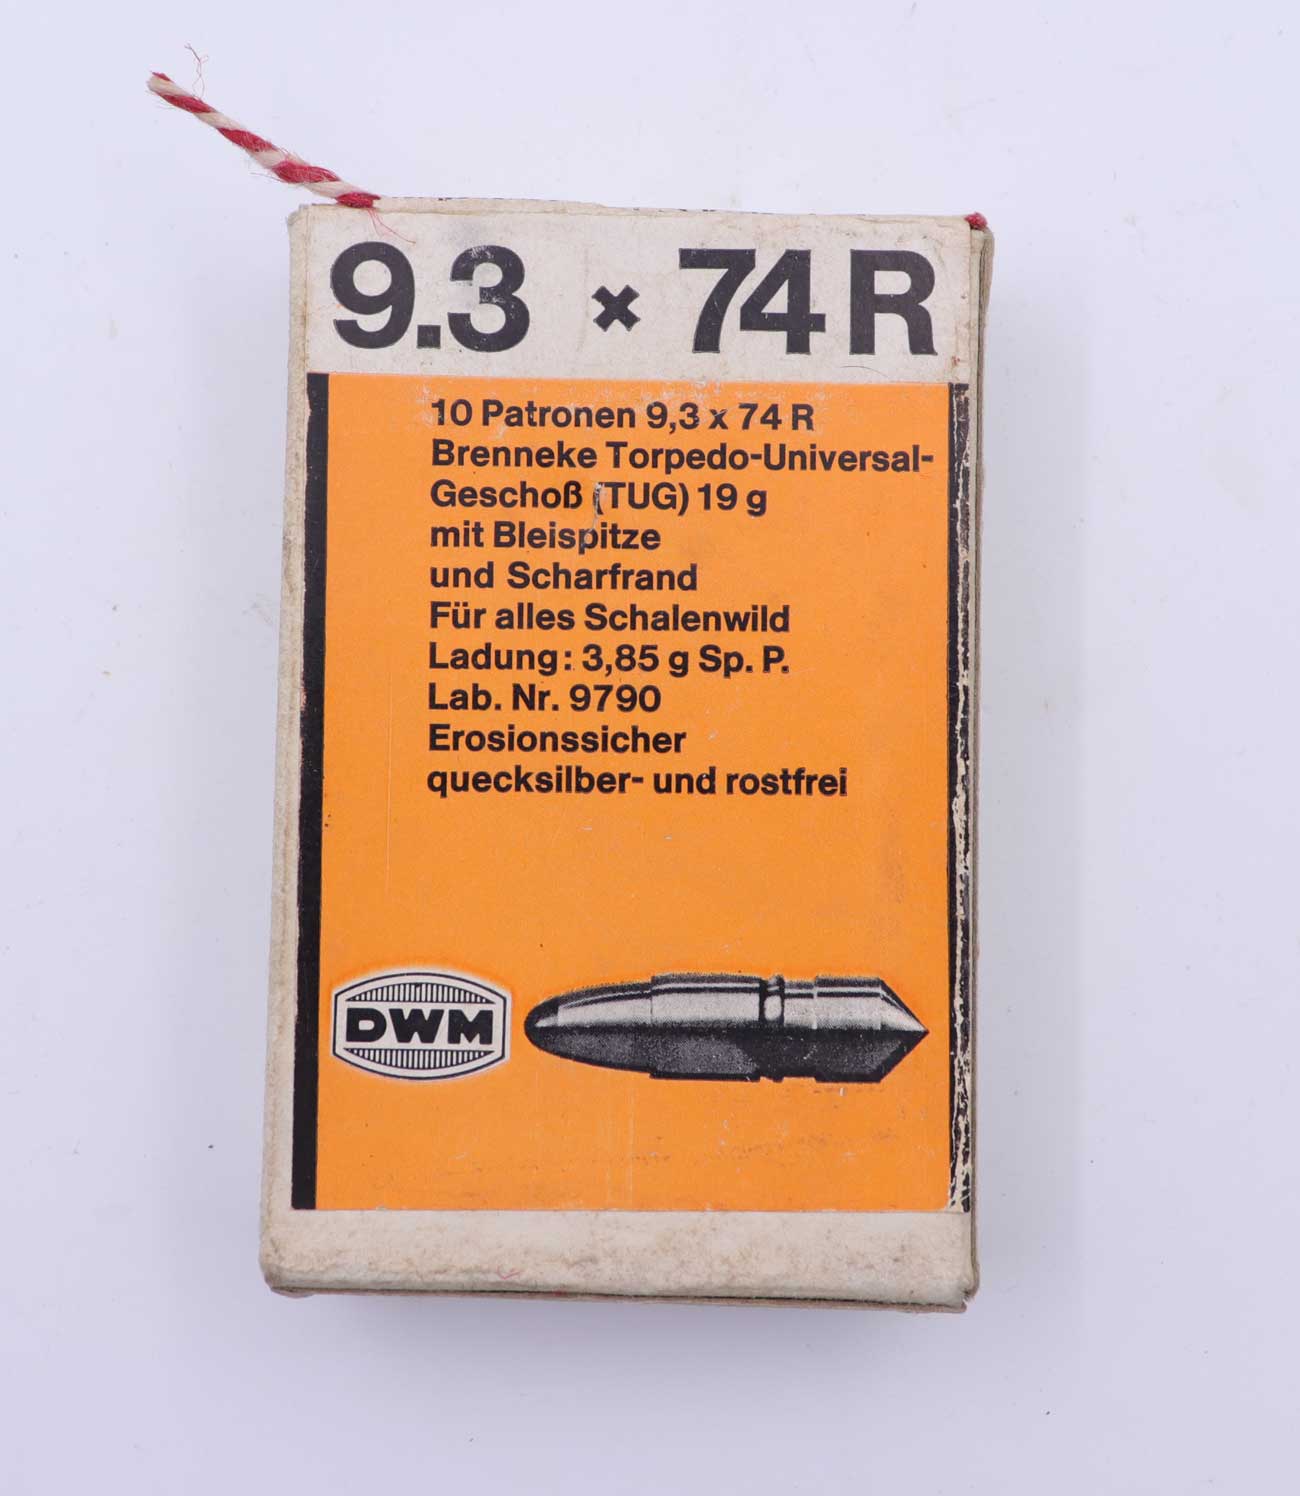 9.3 × 74 R
10 Patronen 9,3 x 74 R
Brenneke Torpedo-Universal-
Geschoß (TUG) 19 g
mit Bleispitze
und Scharfrand
Für alles Schalenwild
Ladung: 3,85 g Sp. P.
Lab. Nr. 9790
Erosionssicher
quecksilber- und rostfrei
DWM